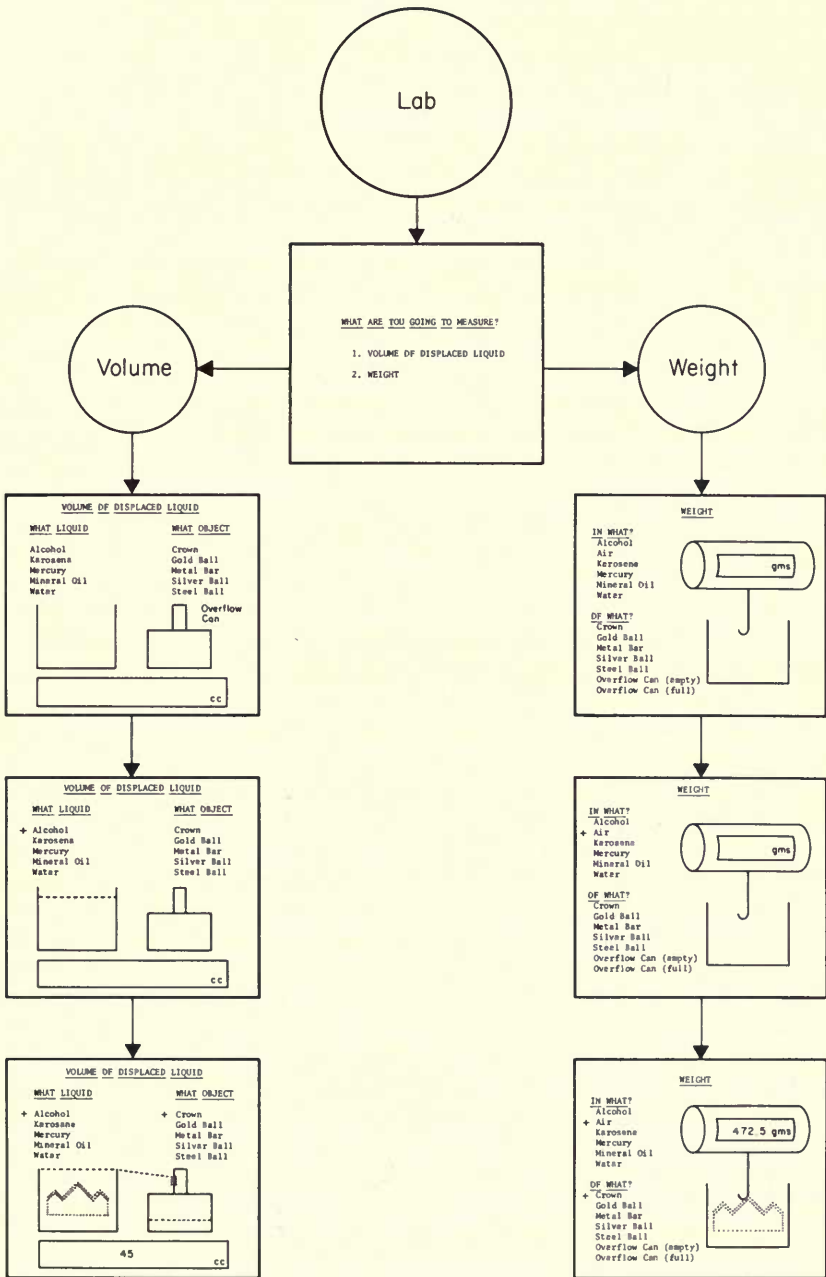 Lab
WHAT ARE YOU GOING TO MEASURE?
1. VOLUME OF DISPLACED LIQUID
2. WEIGHT
Volume
Weight
VOLUME OF DISPLACED LIQUID
WHAT LIQUID
Alcohol
Kerosene
Mercury
Mineral Oil
Water
WHAT OBJECT
Crown
Gold Ball
Metal Bar
Silver Ball
Steel Ball
Overflow
Can
cc
VOLUME OF DISPLACED LIQUID
WHAT LIQUID
+ Alcohol
Kerosene
Mercury
Mineral Oil
Water
WHAT OBJECT
Crown
Gold Ball
Metal Bar
Silver Ball
Steel Ball
cc
VOLUME OF DISPLACED LIQUID
WHAT LIQUID
+ Alcohol
Kerosene
Mercury
Mineral Oil
Water
WHAT OBJECT
+ Crown
Gold Ball
Metal Bar
Silver Ball
Steel Ball
45
cc
WEIGHT
IN WHAT?
Alcohol
Air
Kerosene
Mercury
Mineral Oil
Water
gms
OF WHAT?
Crown
Gold Ball
Metal Bar
Silver Ball
Steel Ball
Overflow Can (empty)
Overflow Can (full)
WEIGHT
IN WHAT?
Alcohol
+ Air
Kerosene
Mercury
Mineral Oil
Water
gms
OF WHAT?
Crown
Gold Ball
Metal Bar
Silver Ball
Steel Ball
Overflow Can (empty)
Overflow Can (full)
WEIGHT
IN WHAT?
Alcohol
+ Air
Kerosene
Mercury
Mineral Oil
Water
472.5 gms
OF WHAT?
+ Crown
Gold Ball
Metal Bar
Silver Ball
Steel Ball
Overflow Can (empty)
Overflow Can (full)